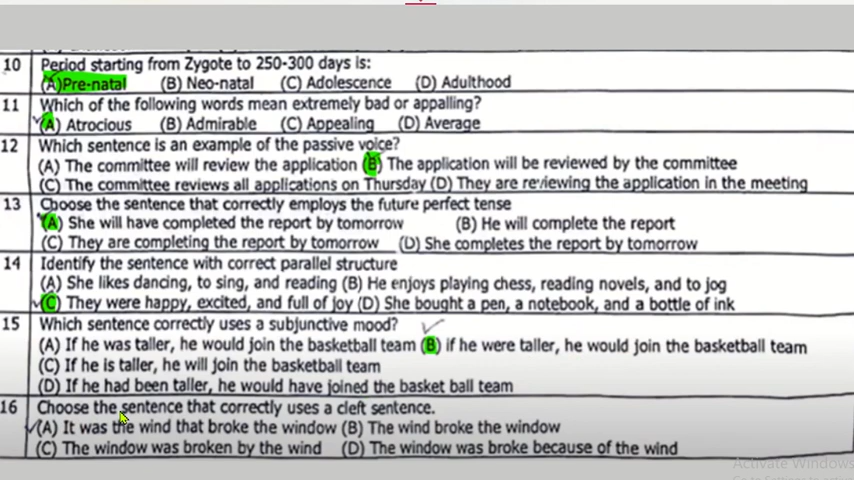 10 Period starting from Zygote to 250-300 days is:
(A) Pre-natal (B) Neo-natal (C) Adolescence (D) Adulthood
11 Which of the following words mean extremely bad or appalling?
(A) Atrocious (B) Admirable (C) Appealing (D) Average
12 Which sentence is an example of the passive voice?
(A) The committee will review the application (B) The application will be reviewed by the committee
(C) The committee reviews all applications on Thursday (D) They are reviewing the application in the meeting
13 Choose the sentence that correctly employs the future perfect tense
(A) She will have completed the report by tomorrow (B) He will complete the report
(C) They are completing the report by tomorrow (D) She completes the report by tomorrow
14 Identify the sentence with correct parallel structure
(A) She likes dancing, to sing, and reading (B) He enjoys playing chess, reading novels, and to jog
(C) They were happy, excited, and full of joy (D) She bought a pen, a notebook, and a bottle of ink
15 Which sentence correctly uses a subjunctive mood?
(A) If he was taller, he would join the basketball team (B) if he were taller, he would join the basketball team
(C) If he is taller, he will join the basketball team
(D) If he had been taller, he would have joined the basket ball team
16 Choose the sentence that correctly uses a cleft sentence.
(A) It was the wind that broke the window (B) The wind broke the window
(C) The window was broken by the wind (D) The window was broke because of the wind
Activate Windows